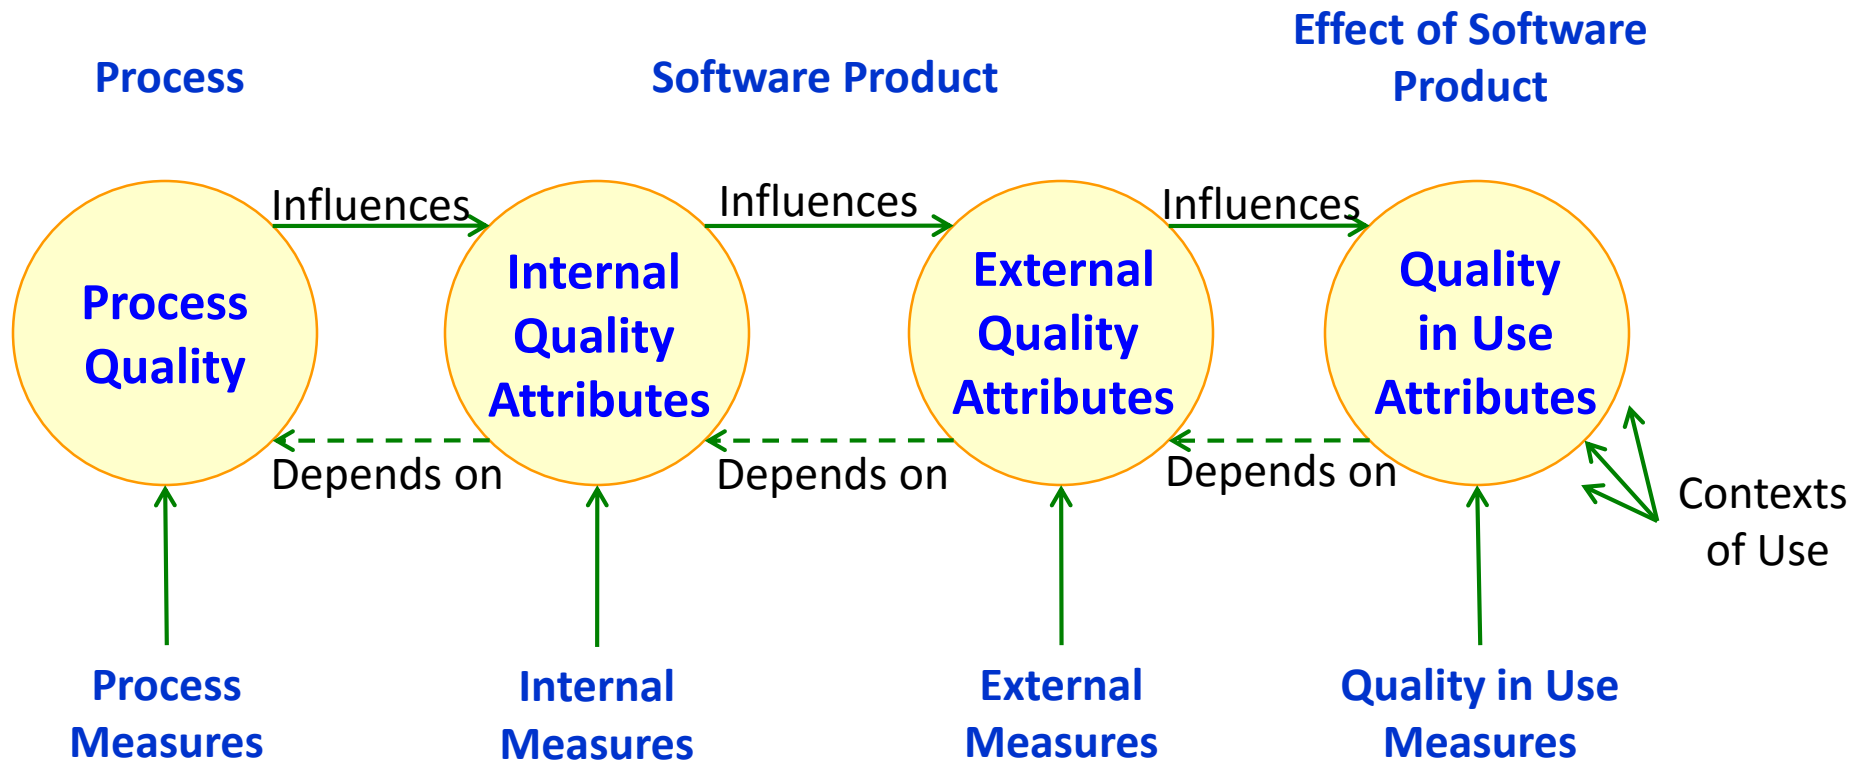 Process
Software Product
Effect of Software
Product
Influences
Influences
Influences
Process
Quality
Internal
Quality
Attributes
External
Quality
Attributes
Quality
in Use
Attributes
Depends on
Depends on
Depends on
Contexts
of Use
Process
Measures
Internal
Measures
External
Measures
Quality in Use
Measures